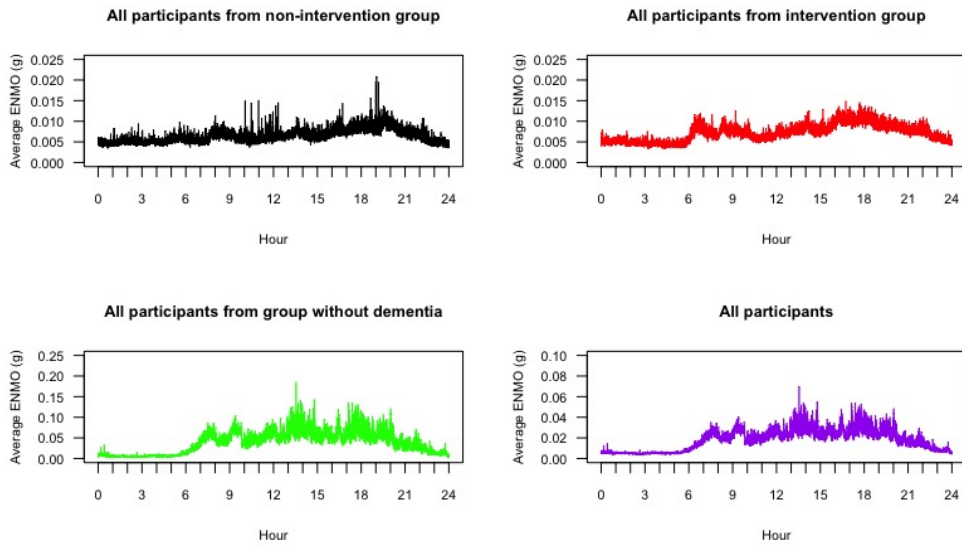 All participants from non-intervention group
Average ENMO (g)
0.025
0.020
0.015
0.010
0.005
0.000
0 3 6 9 12 15 18 21 24
Hour
All participants from intervention group
Average ENMO (g)
0.025
0.020
0.015
0.010
0.005
0.000
0 3 6 9 12 15 18 21 24
Hour
All participants from group without dementia
Average ENMO (g)
0.25
0.20
0.15
0.10
0.05
0.00
0 3 6 9 12 15 18 21 24
Hour
All participants
Average ENMO (g)
0.10
0.08
0.06
0.04
0.02
0.00
0 3 6 9 12 15 18 21 24
Hour